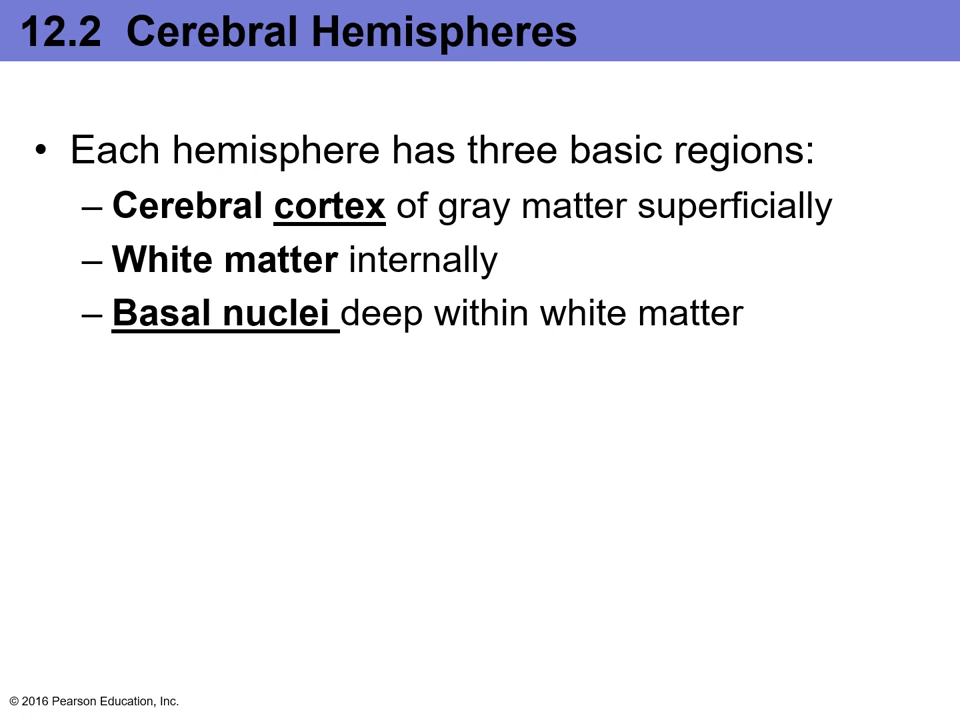 12.2 Cerebral Hemispheres
• Each hemisphere has three basic regions:
– Cerebral cortex of gray matter superficially
– White matter internally
– Basal nuclei deep within white matter
© 2016 Pearson Education, Inc.